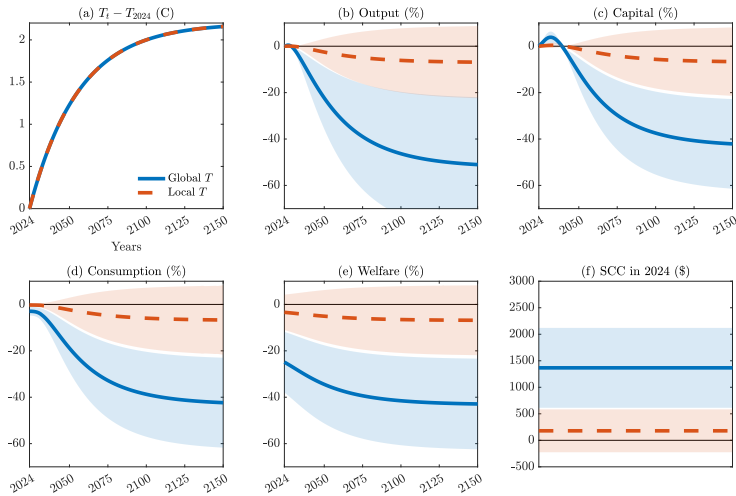 (a) T_t − T_2024 (C)
(b) Output (%)
(c) Capital (%)
2
1.5
1
0.5
0
Global T
Local T
2024 2050 2075 2100 2125 2150
Years
0
-20
-40
-60
2024 2050 2075 2100 2125 2150
0
-20
-40
-60
2024 2050 2075 2100 2125 2150
(d) Consumption (%)
(e) Welfare (%)
(f) SCC in 2024 ($)
0
-20
-40
-60
2024 2050 2075 2100 2125 2150
0
-20
-40
-60
2024 2050 2075 2100 2125 2150
3000
2500
2000
1500
1000
500
0
-500